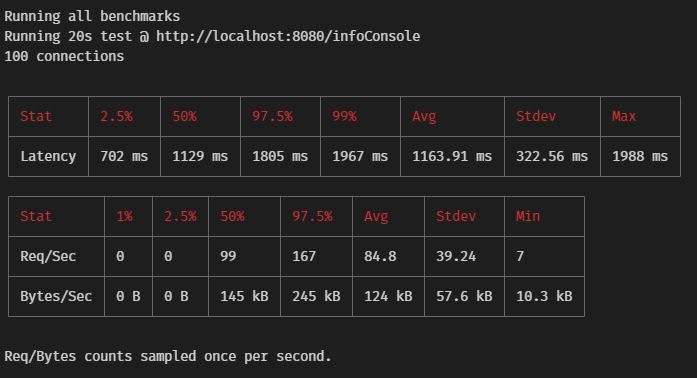 Running all benchmarks
Running 20s test @ http://localhost:8080/infoConsole
100 connections
Stat 2.5% 50% 97.5% 99% Avg Stdev Max
Latency 702 ms 1129 ms 1805 ms 1967 ms 1163.91 ms 322.56 ms 1988 ms
Stat 1% 2.5% 50% 97.5% Avg Stdev Min
Req/Sec 0 0 99 167 84.8 39.24 7
Bytes/Sec 0 B 0 B 145 kB 245 kB 124 kB 57.6 kB 10.3 kB
Req/Bytes counts sampled once per second.